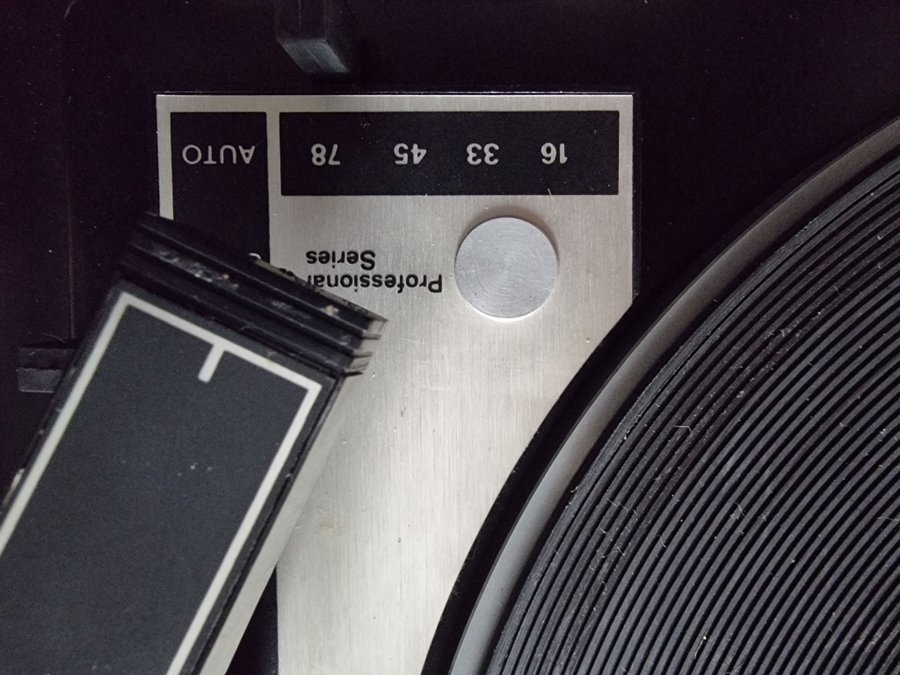 Professional
Series
16 33 45 78 AUTO